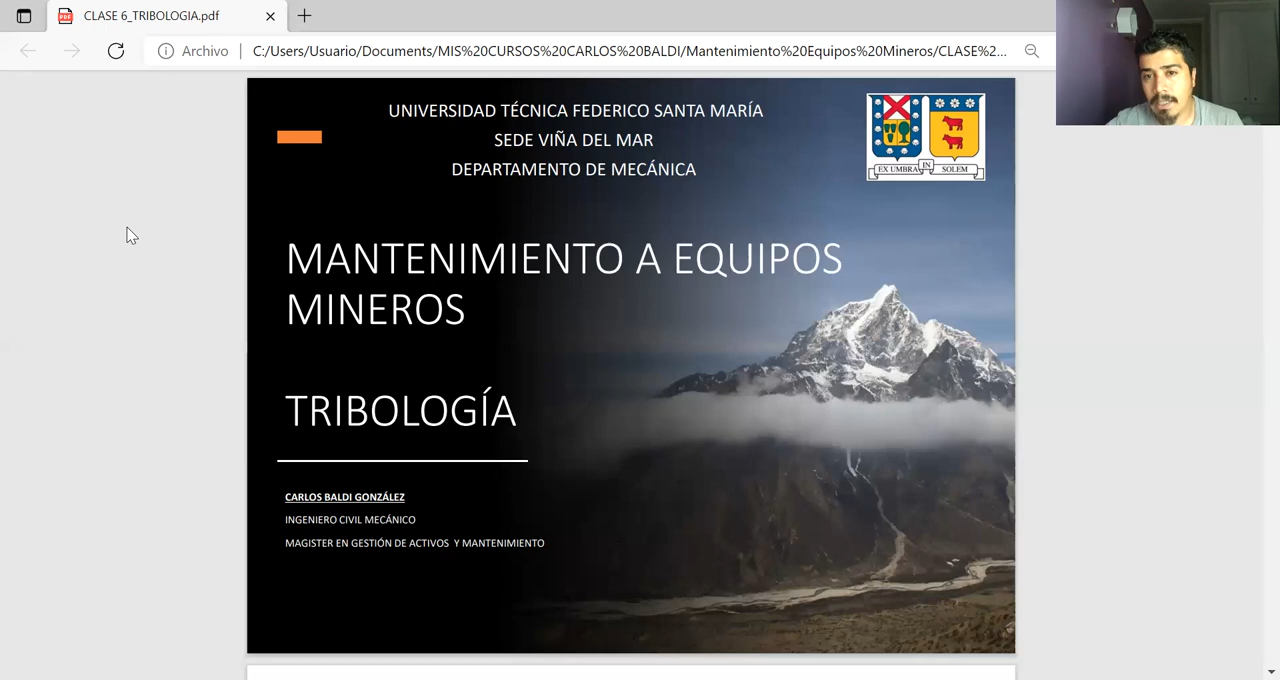 CLASE 6_TRIBOLOGIA.pdf
Archivo
C:/Users/Usuario/Documents/MIS%20CURSOS%20CARLOS%20BALDI/Mantenimiento%20Equipos%20Mineros/CLASE%2...
UNIVERSIDAD TÉCNICA FEDERICO SANTA MARÍA
SEDE VIÑA DEL MAR
DEPARTAMENTO DE MECÁNICA
EX UMBRA IN SOLEM
MANTENIMIENTO A EQUIPOS
MINEROS
TRIBOLOGÍA
CARLOS BALDI GONZÁLEZ
INGENIERO CIVIL MECÁNICO
MAGISTER EN GESTIÓN DE ACTIVOS Y MANTENIMIENTO